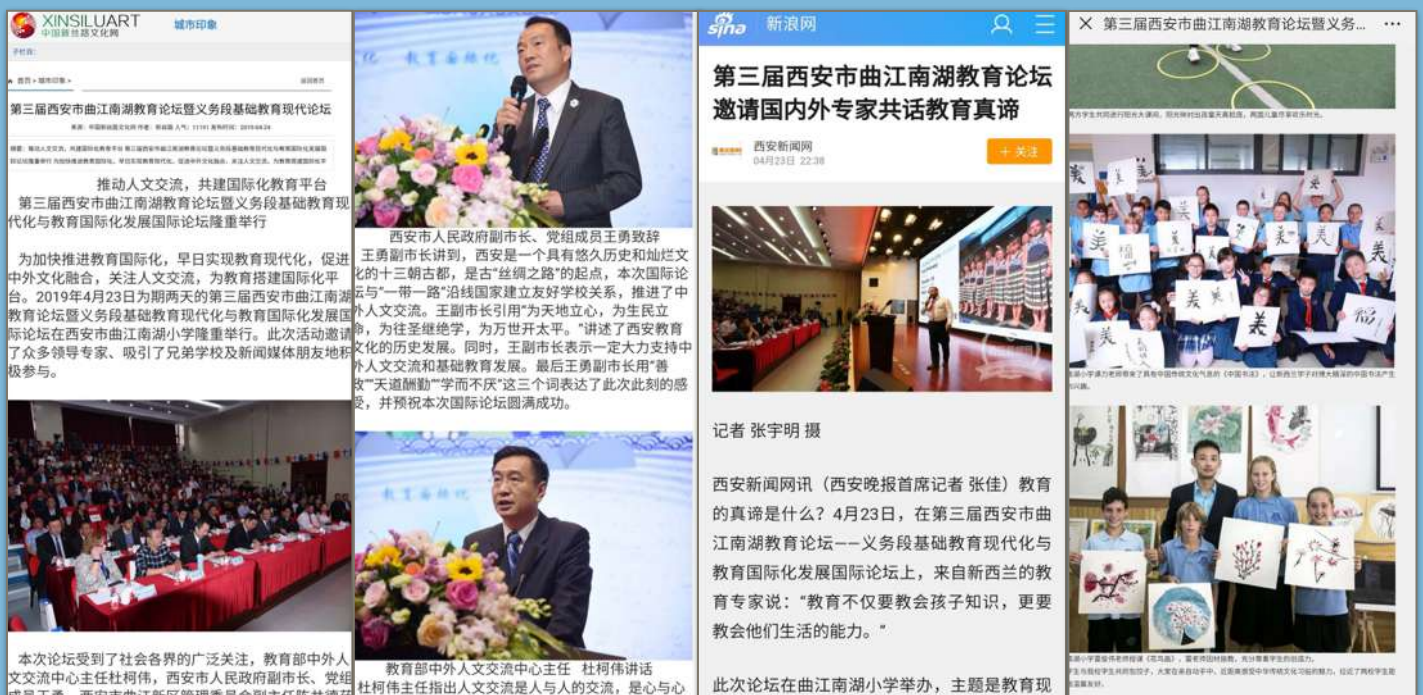 XINSILUART
中国新丝路文化网
城市印象
子栏目：
首页 > 城市印象 >
返回首页
第三届西安市曲江南湖教育论坛暨义务段基础教育现代论坛
推动人文交流，共建国际化教育平台
第三届西安市曲江南湖教育论坛暨义务段基础教育现
代化与教育国际化发展国际论坛隆重举行
为加快推进教育国际化，早日实现教育现代化，促进
中外文化融合，关注人文交流，为教育搭建国际化平
台。2019年4月23日为期两天的第三届西安市曲江南湖
教育论坛暨义务段基础教育现代化与教育国际化发展国
际论坛在西安市曲江南湖小学隆重举行。此次活动邀请
了众多领导专家、吸引了兄弟学校及新闻媒体朋友地积
极参与。
本次论坛受到了社会各界的广泛关注，教育部中外人
文交流中心主任杜柯伟，西安市人民政府副市长、党组
西安市人民政府副市长、党组成员王勇致辞
王勇副市长讲到，西安是一个具有悠久历史和灿烂文
化的十三朝古都，是古“丝绸之路”的起点，本次国际论
坛与“一带一路”沿线国家建立友好学校关系，推进了中
外人文交流。王副市长引用“为天地立心，为生民立
命，为往圣继绝学，为万世开太平。”讲述了西安教育
文化的历史发展。同时，王副市长表示一定大力支持中
外人文交流和基础教育发展。最后王勇副市长用“善
政”“天道酬勤”“学而不厌”这三个词表达了此次此刻的感
受，并预祝本次国际论坛圆满成功。
教育面临化
教育部中外人文交流中心主任 杜柯伟讲话
杜柯伟主任指出人文交流是人与人的交流，是心与心
sina
新浪网
第三届西安市曲江南湖教育论坛
邀请国内外专家共话教育真谛
西安新闻网
04月23日 22:38
+ 关注
记者 张宇明 摄
西安新闻网讯（西安晚报首席记者 张佳）教育
的真谛是什么？4月23日，在第三届西安市曲
江南湖教育论坛——义务段基础教育现代化与
教育国际化发展国际论坛上，来自新西兰的教
育专家说：“教育不仅要教会孩子知识，更要
教会他们生活的能力。”
此次论坛在曲江南湖小学举办，主题是教育现
第三届西安市曲江南湖教育论坛暨义务...
美
美
美
美
福